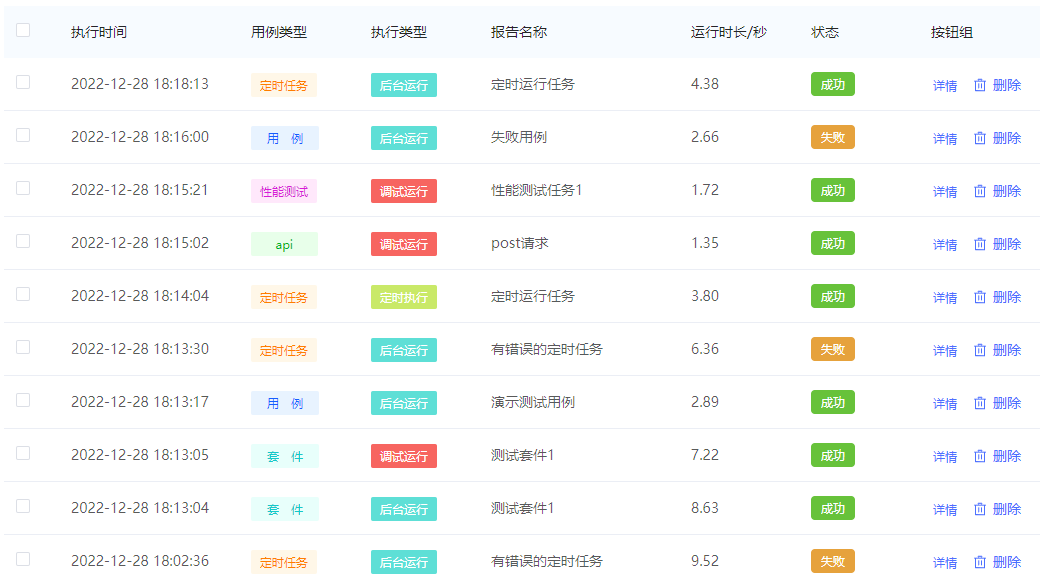 执行时间 用例类型 执行类型 报告名称 运行时长/秒 状态 按钮组
2022-12-28 18:18:13 定时任务 后台运行 定时运行任务 4.38 成功 详情 删除
2022-12-28 18:16:00 用 例 后台运行 失败用例 2.66 失败 详情 删除
2022-12-28 18:15:21 性能测试 调试运行 性能测试任务1 1.72 成功 详情 删除
2022-12-28 18:15:02 api 调试运行 post请求 1.35 成功 详情 删除
2022-12-28 18:14:04 定时任务 定时执行 定时运行任务 3.80 成功 详情 删除
2022-12-28 18:13:30 定时任务 后台运行 有错误的定时任务 6.36 失败 详情 删除
2022-12-28 18:13:17 用 例 后台运行 演示测试用例 2.89 成功 详情 删除
2022-12-28 18:13:05 套 件 调试运行 测试套件1 7.22 成功 详情 删除
2022-12-28 18:13:04 套 件 后台运行 测试套件1 8.63 成功 详情 删除
2022-12-28 18:02:36 定时任务 后台运行 有错误的定时任务 9.52 失败 详情 删除